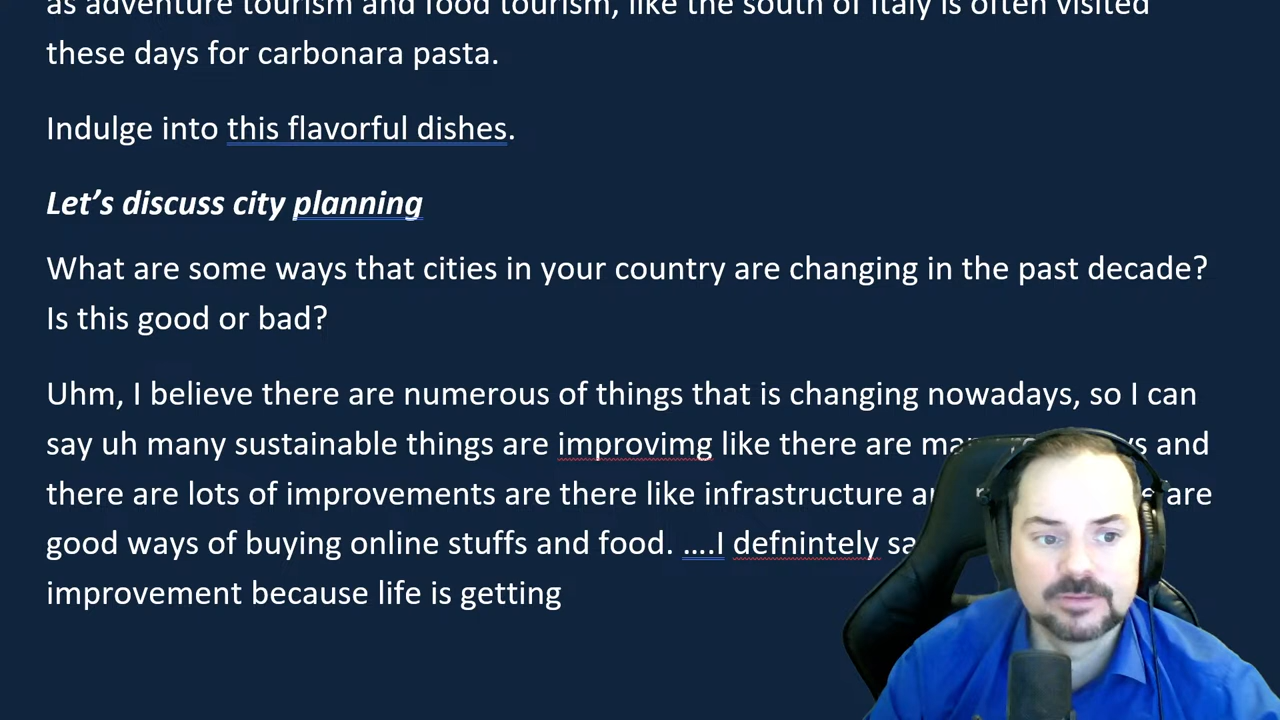 as adventure tourism and food tourism, like the south of Italy is often visited
these days for carbonara pasta.
Indulge into this flavorful dishes.
Let’s discuss city planning
What are some ways that cities in your country are changing in the past decade?
Is this good or bad?
Uhm, I believe there are numerous of things that is changing nowadays, so I can
say uh many sustainable things are improvimg like there are and
there are lots of improvements are there like infrastructure are
good ways of buying online stuffs and food. ….I defnintely
improvement because life is getting